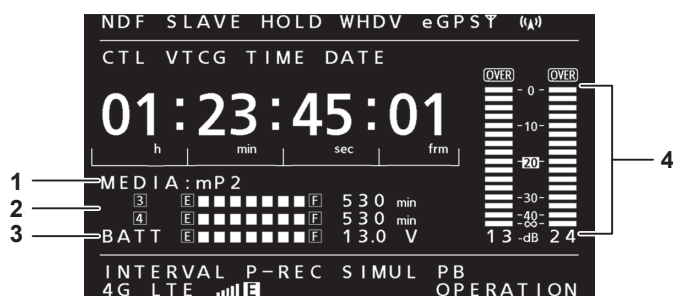 NDF SLAVE HOLD WHDV eGPS
CTL VTCG TIME DATE
OVER OVER
01:23:45:01
h min sec frm
0
-10-
-20-
-30-
-40-
-∞-
13 -dB 24
1 MEDIA:mP2
2
3 E F 530 min
4 E F 530 min
3 BATT E F 13.0 V
4
INTERVAL P-REC SIMUL PB
4G LTE E OPERATION